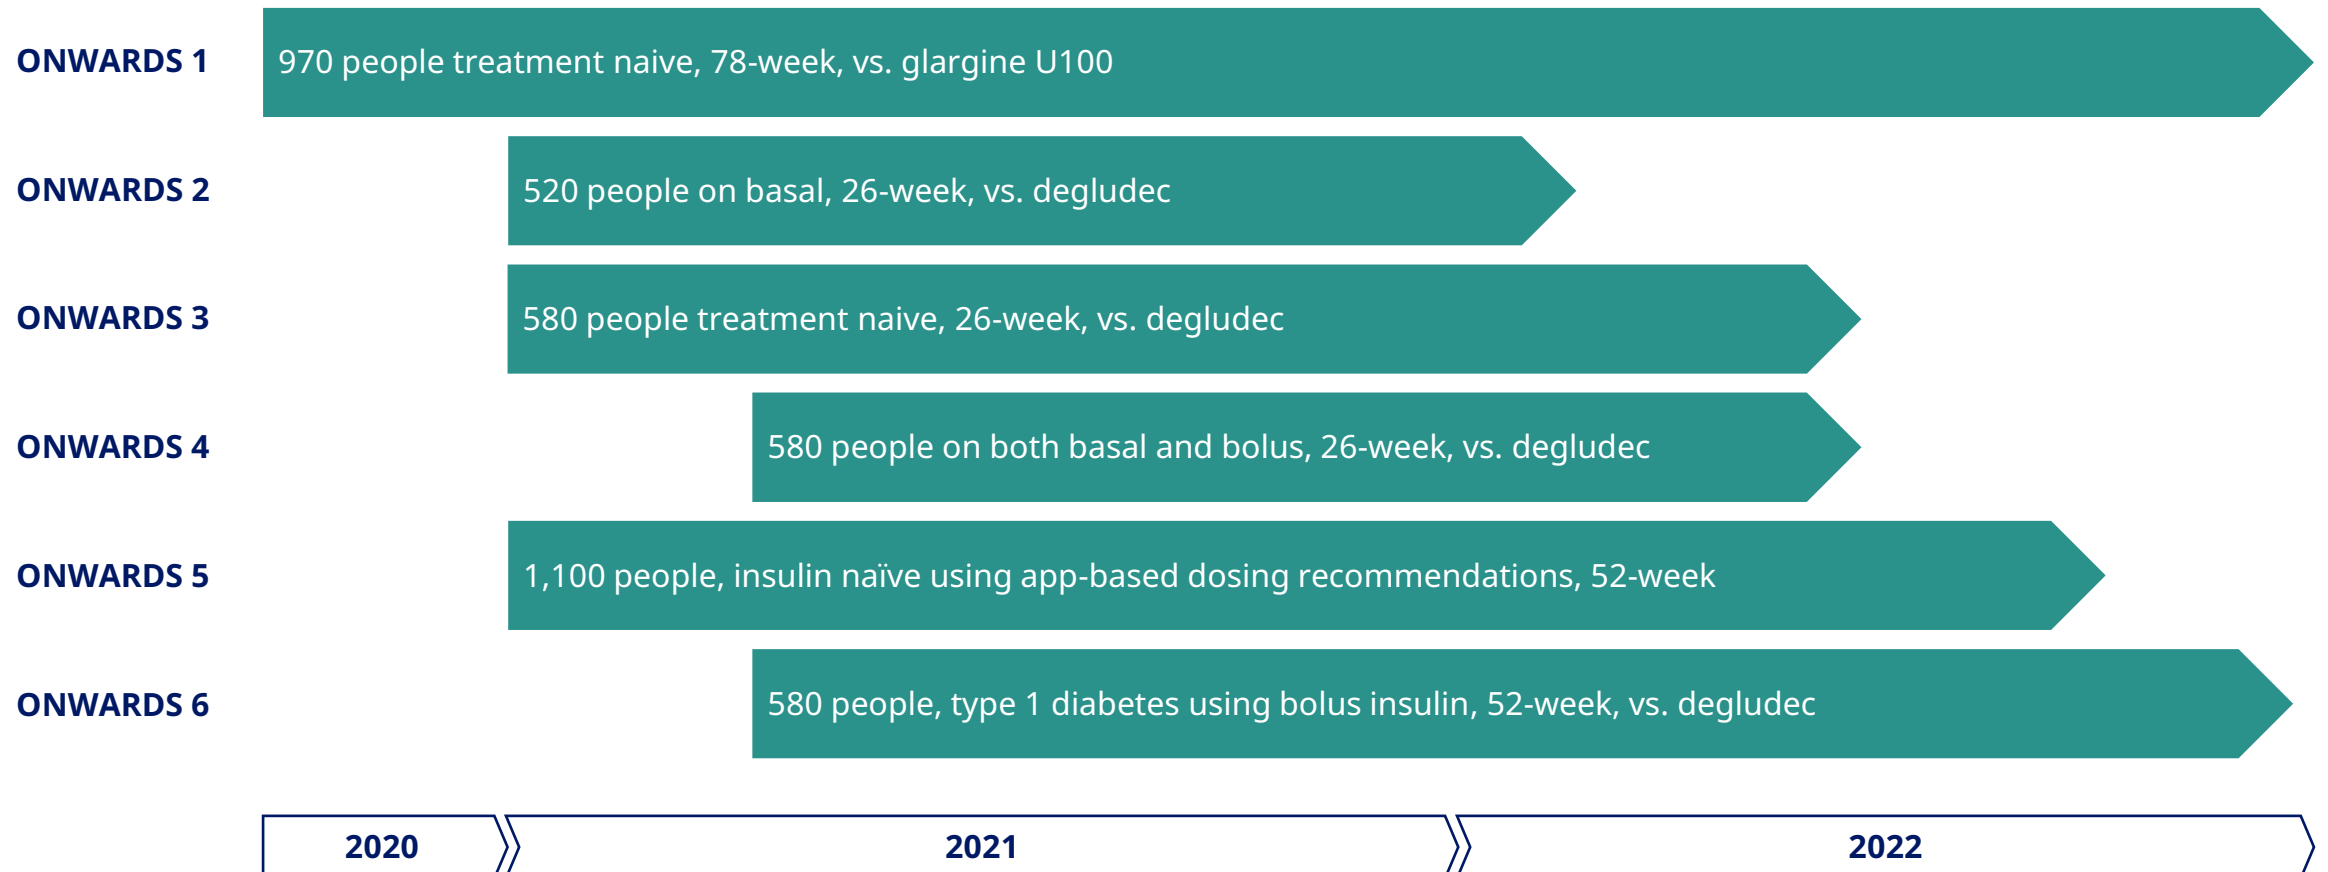 ONWARDS 1
970 people treatment naive, 78-week, vs. glargine U100
ONWARDS 2
520 people on basal, 26-week, vs. degludec
ONWARDS 3
580 people treatment naive, 26-week, vs. degludec
ONWARDS 4
580 people on both basal and bolus, 26-week, vs. degludec
ONWARDS 5
1,100 people, insulin naïve using app-based dosing recommendations, 52-week
ONWARDS 6
580 people, type 1 diabetes using bolus insulin, 52-week, vs. degludec
2020
2021
2022